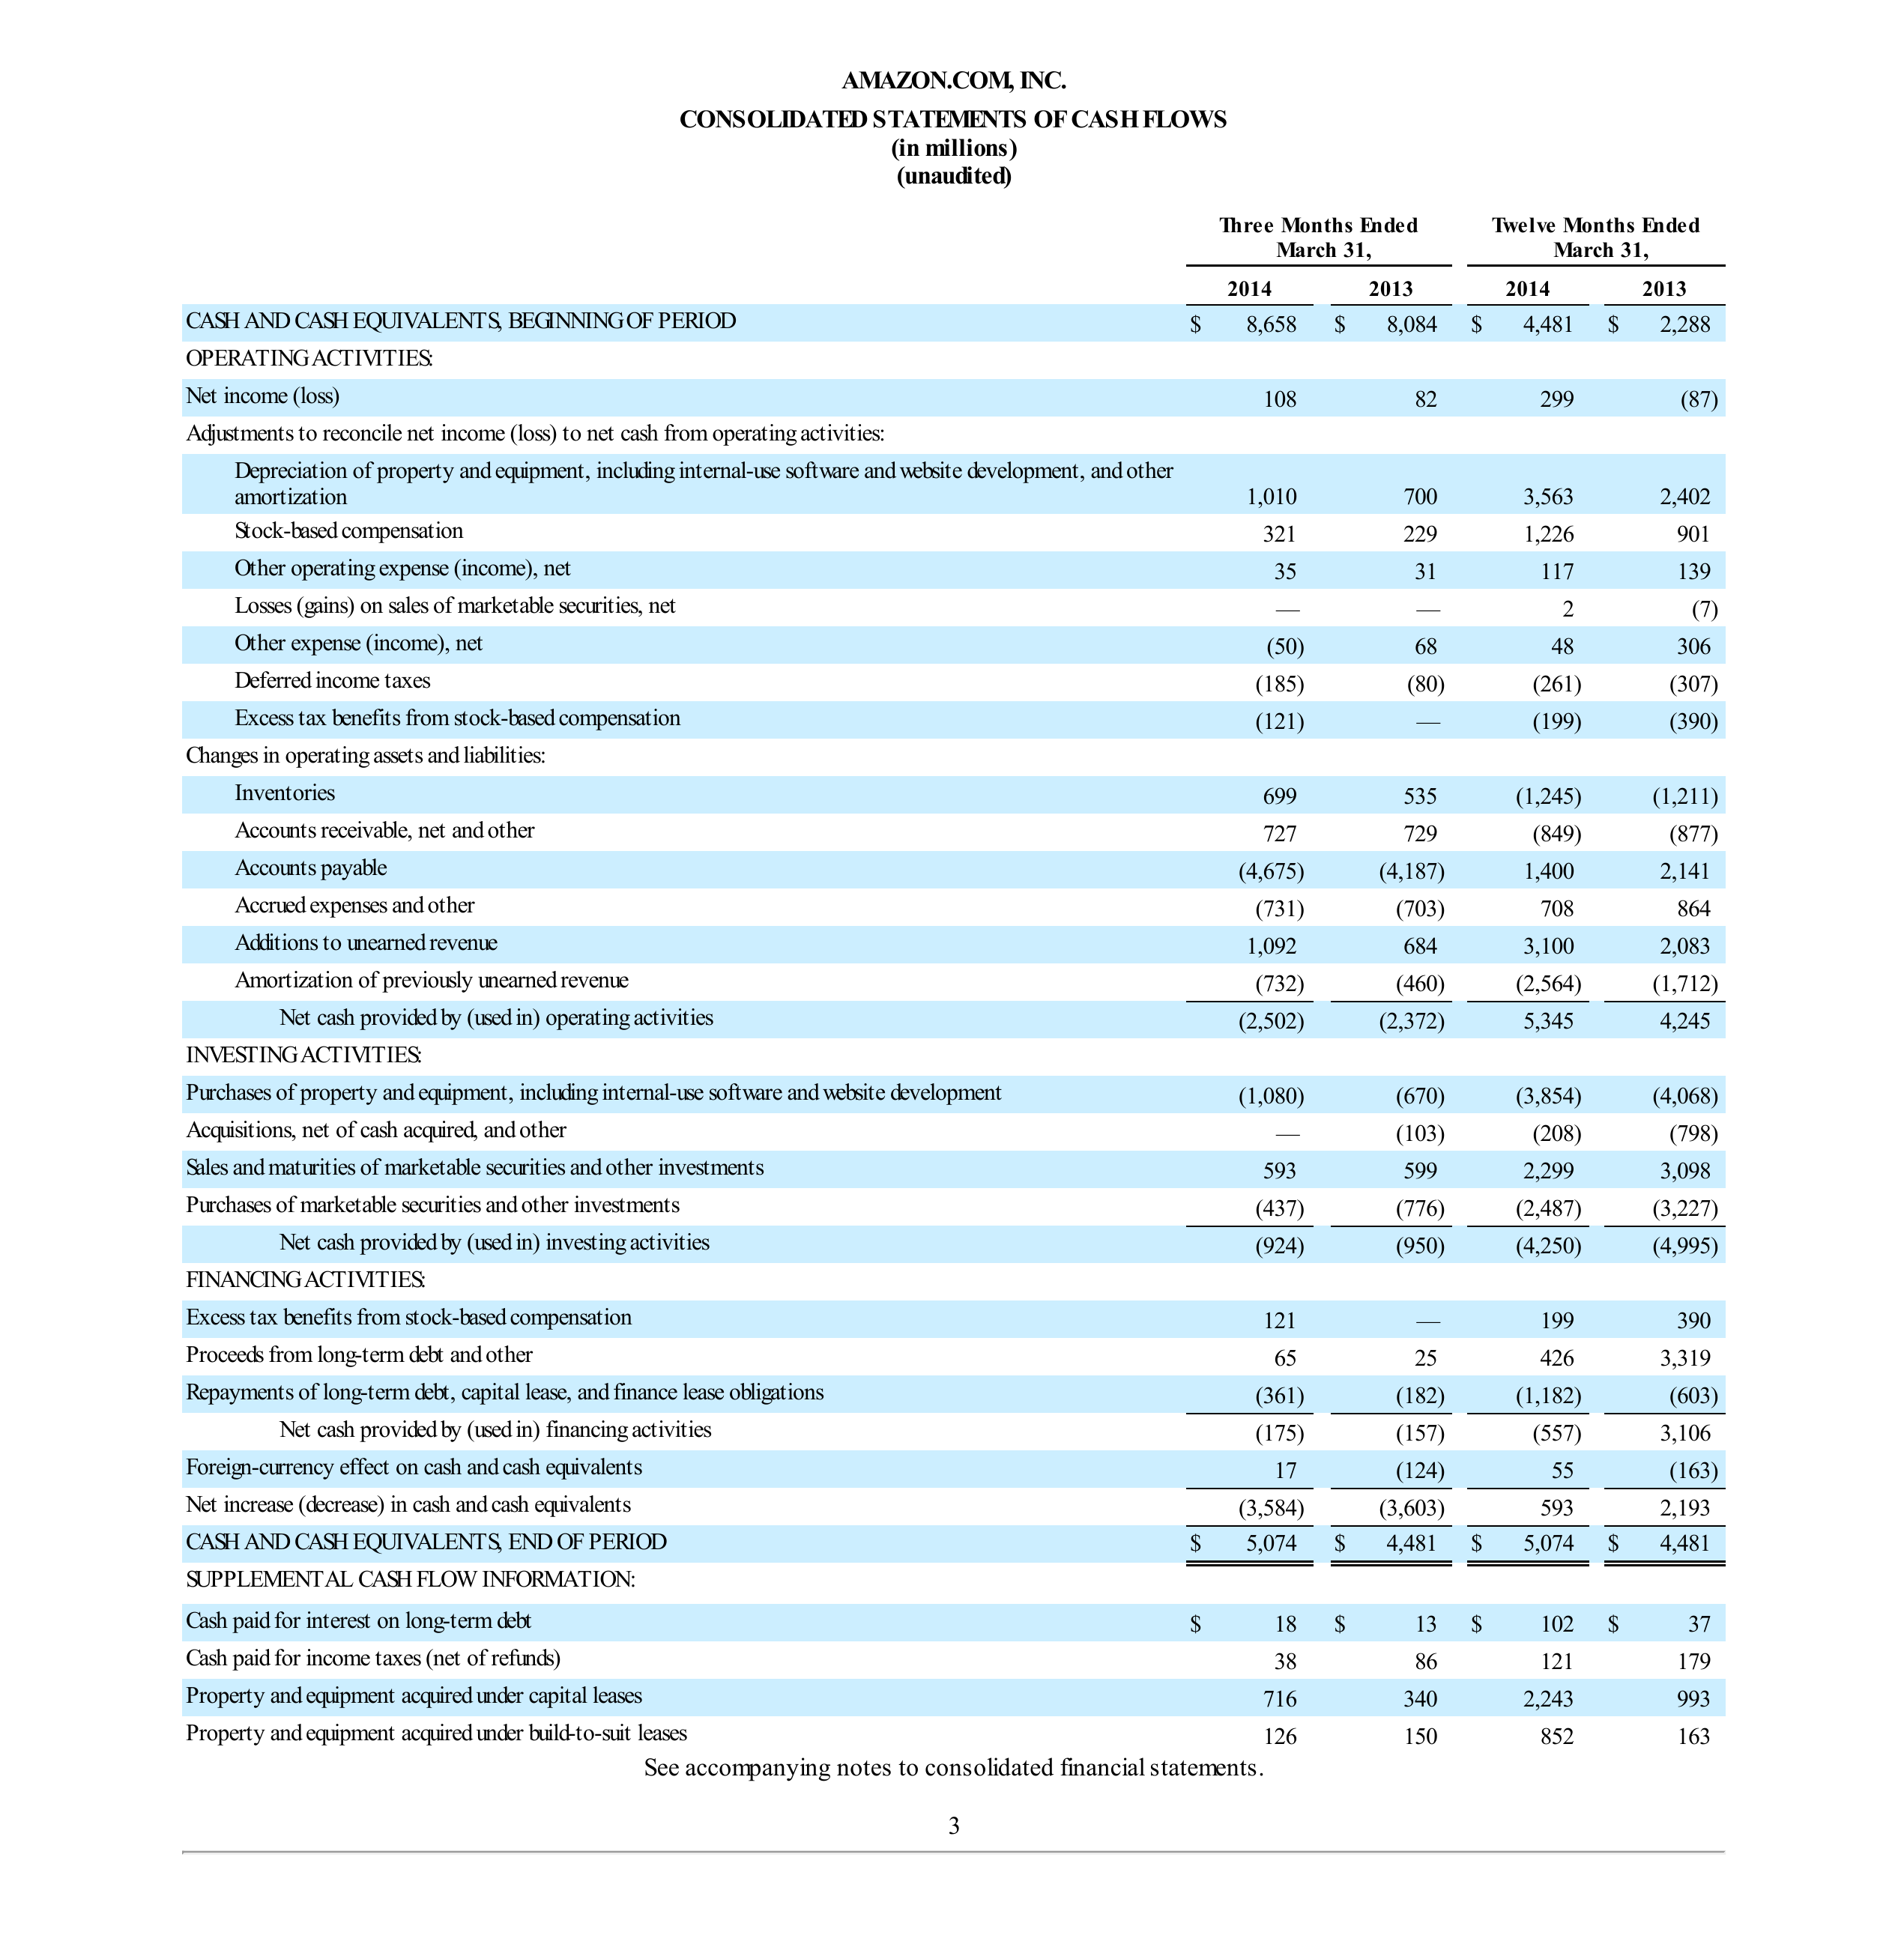 AMAZON.COM, INC.
CONSOLIDATED STATEMENTS OF CASH FLOWS
(in millions)
(unaudited)
Three Months Ended Twelve Months Ended
March 31, March 31,
2014 2013 2014 2013
CASH AND CASH EQUIVALENTS, BEGINNING OF PERIOD $ 8,658 $ 8,084 $ 4,481 $ 2,288
OPERATING ACTIVITIES:
Net income (loss) 108 82 299 (87)
Adjustments to reconcile net income (loss) to net cash from operating activities:
Depreciation of property and equipment, including internal-use software and website development, and other
amortization 1,010 700 3,563 2,402
Stock-based compensation 321 229 1,226 901
Other operating expense (income), net 35 31 117 139
Losses (gains) on sales of marketable securities, net — — 2 (7)
Other expense (income), net (50) 68 48 306
Deferred income taxes (185) (80) (261) (307)
Excess tax benefits from stock-based compensation (121) — (199) (390)
Changes in operating assets and liabilities:
Inventories 699 535 (1,245) (1,211)
Accounts receivable, net and other 727 729 (849) (877)
Accounts payable (4,675) (4,187) 1,400 2,141
Accrued expenses and other (731) (703) 708 864
Additions to unearned revenue 1,092 684 3,100 2,083
Amortization of previously unearned revenue (732) (460) (2,564) (1,712)
Net cash provided by (used in) operating activities (2,502) (2,372) 5,345 4,245
INVESTING ACTIVITIES:
Purchases of property and equipment, including internal-use software and website development (1,080) (670) (3,854) (4,068)
Acquisitions, net of cash acquired, and other — (103) (208) (798)
Sales and maturities of marketable securities and other investments 593 599 2,299 3,098
Purchases of marketable securities and other investments (437) (776) (2,487) (3,227)
Net cash provided by (used in) investing activities (924) (950) (4,250) (4,995)
FINANCING ACTIVITIES:
Excess tax benefits from stock-based compensation 121 — 199 390
Proceeds from long-term debt and other 65 25 426 3,319
Repayments of long-term debt, capital lease, and finance lease obligations (361) (182) (1,182) (603)
Net cash provided by (used in) financing activities (175) (157) (557) 3,106
Foreign-currency effect on cash and cash equivalents 17 (124) 55 (163)
Net increase (decrease) in cash and cash equivalents (3,584) (3,603) 593 2,193
CASH AND CASH EQUIVALENTS, END OF PERIOD $ 5,074 $ 4,481 $ 5,074 $ 4,481
SUPPLEMENTAL CASH FLOW INFORMATION:
Cash paid for interest on long-term debt $ 18 $ 13 $ 102 $ 37
Cash paid for income taxes (net of refunds) 38 86 121 179
Property and equipment acquired under capital leases 716 340 2,243 993
Property and equipment acquired under build-to-suit leases 126 150 852 163
See accompanying notes to consolidated financial statements.
3